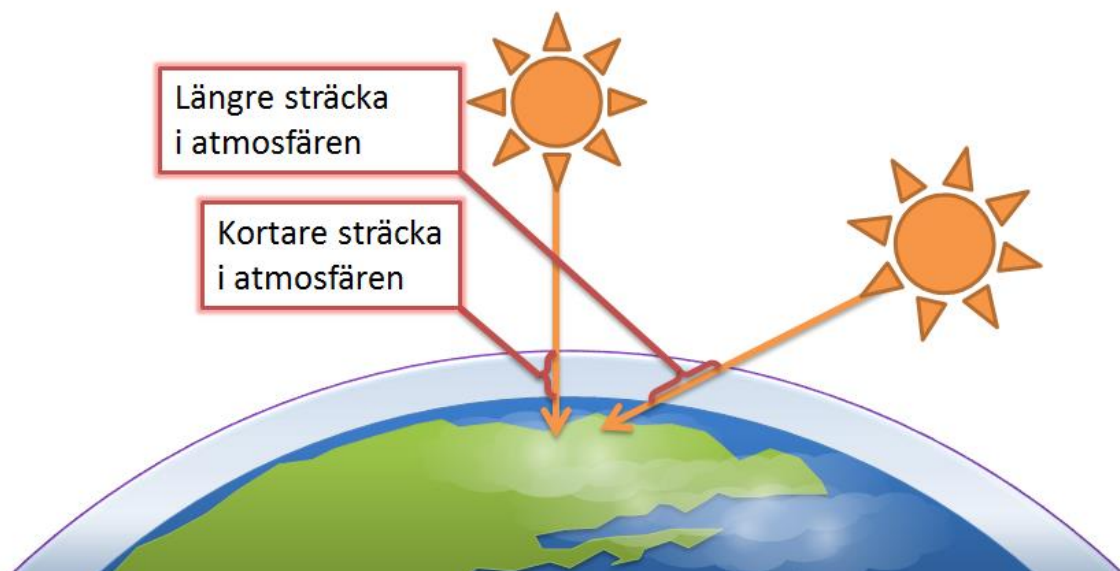 Längre sträcka
i atmosfären
Kortare sträcka
i atmosfären